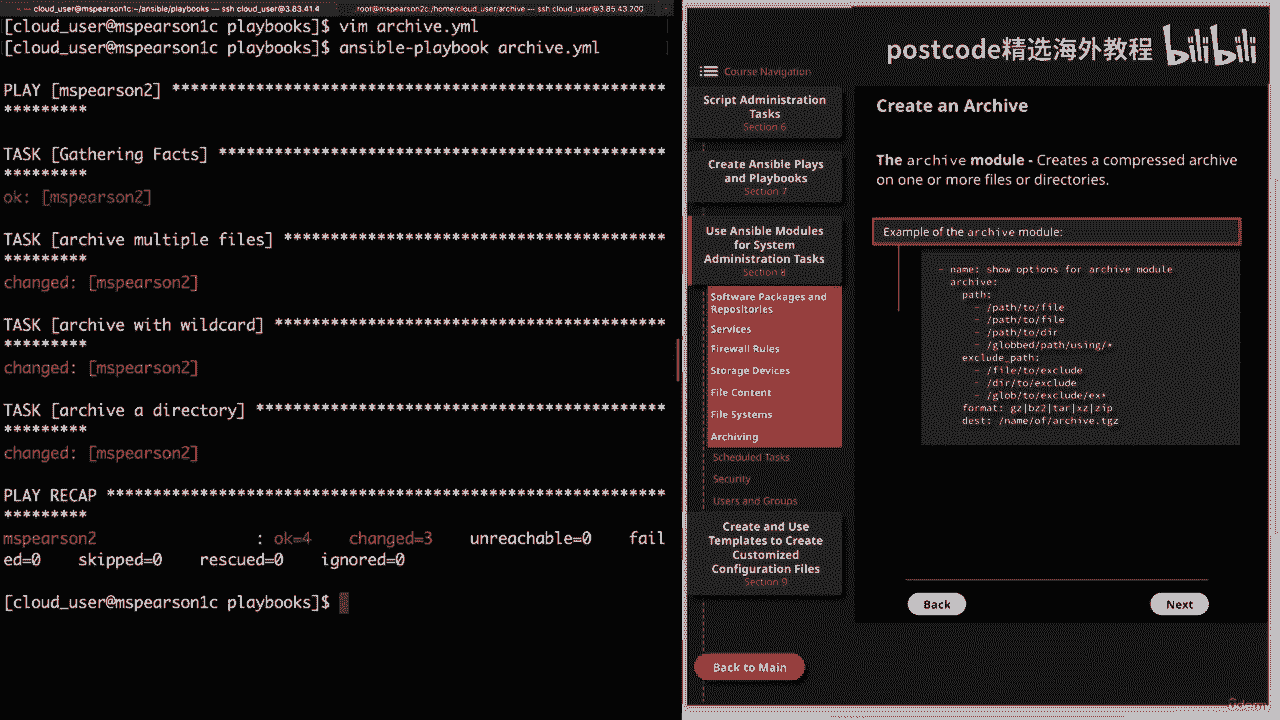 cloud_user@mspearson1c:~/ansible/playbooks — ssh cloud_user@3.83.41.4
root@mspearson2c:/home/cloud_user/archive — ssh cloud_user@3.85.43.200
[cloud_user@mspearson1c playbooks]$ vim archive.yml
[cloud_user@mspearson1c playbooks]$ ansible-playbook archive.yml
PLAY [mspearson2] **********************************************
*********
TASK [Gathering Facts] *******************************************
*********
ok: [mspearson2]
TASK [archive multiple files] ************************************
*********
changed: [mspearson2]
TASK [archive with wildcard] *************************************
*********
changed: [mspearson2]
TASK [archive a directory] ***************************************
*********
changed: [mspearson2]
PLAY RECAP *****************************************************
*********
mspearson2 : ok=4 changed=3 unreachable=0 fail
ed=0 skipped=0 rescued=0 ignored=0
[cloud_user@mspearson1c playbooks]$
postcode精选海外教程 bilibili
Course Navigation
Script Administration
Tasks
Section 6
Create Ansible Plays
and Playbooks
Section 7
Use Ansible Modules
for System
Administration Tasks
Section 8
Software Packages and
Repositories
Services
Firewall Rules
Storage Devices
File Content
File Systems
Archiving
Scheduled Tasks
Security
Users and Groups
Create and Use
Templates to Create
Customized
Configuration Files
Section 9
Back to Main
Create an Archive
The archive module - Creates a compressed archive
on one or more files or directories.
Example of the archive module:
- name: show options for archive module
archive:
path:
- /path/to/file
- /path/to/file
- /path/to/dir
- /globbed/path/using/*
exclude_path:
- /file/to/exclude
- /dir/to/exclude
- /glob/to/exclude/ex*
format: gz|bz2|tar|xz|zip
dest: /name/of/archive.tgz
Back
Next
Udemy